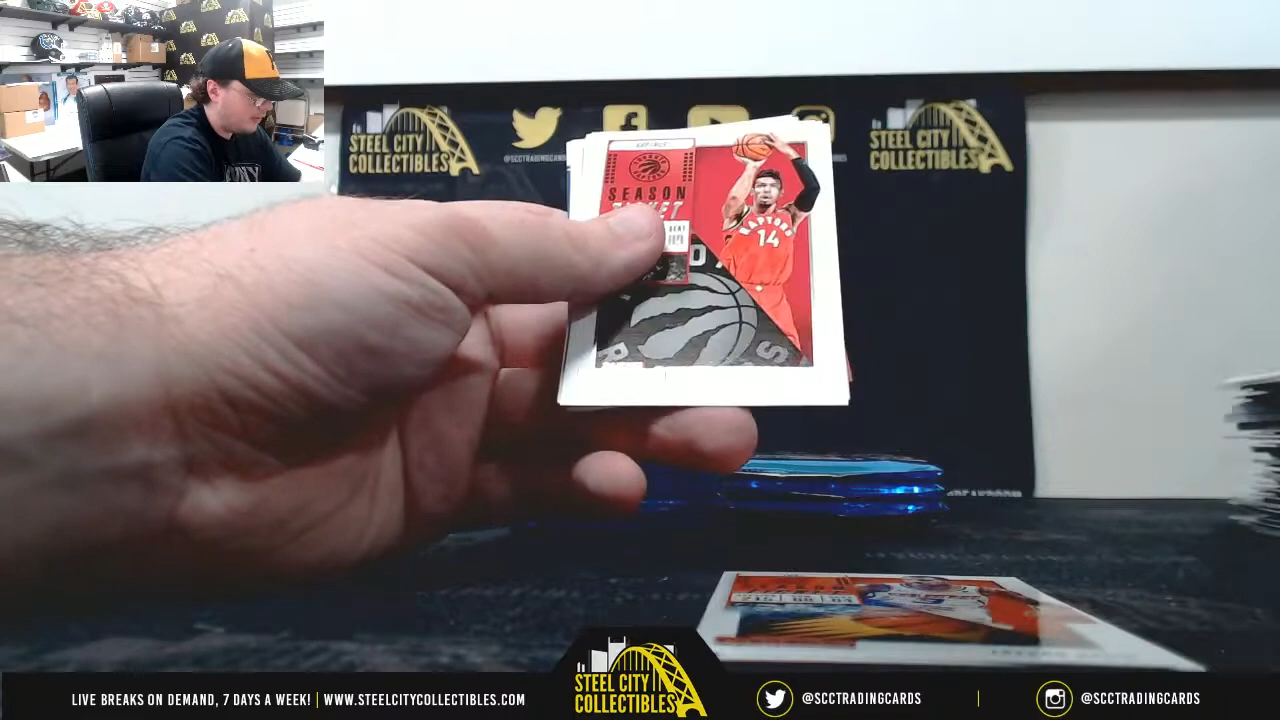 STEEL CITY
COLLECTIBLES
@SCCTRADINGCARDS
STEEL CITY
COLLECTIBLES
SEASON
TICKET
RAPTORS
14
LIVE BREAKS ON DEMAND, 7 DAYS A WEEK! | WWW.STEELCITYCOLLECTIBLES.COM
STEEL CITY
COLLECTIBLES
@SCCTRADINGCARDS
@SCCTRADINGCARDS